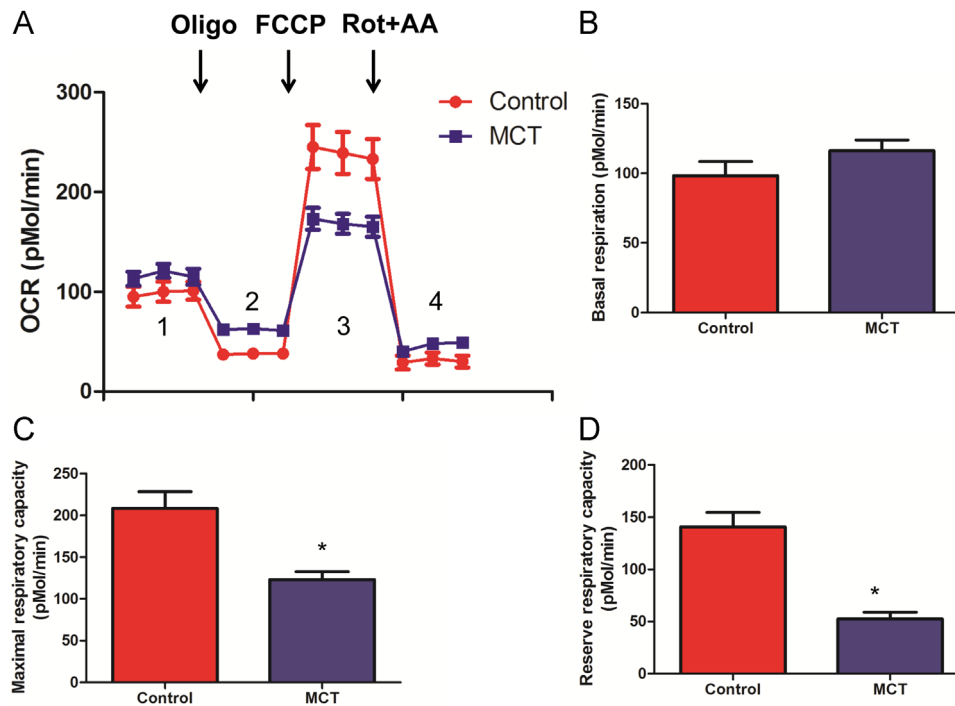 A
Oligo FCCP Rot+AA
OCR (pMol/min)
300
200
100
0
Control
MCT
1
2
3
4
B
Basal respiration (pMol/min)
150
100
50
0
Control MCT
C
Maximal respiratory capacity
(pMol/min)
250
200
150
100
50
0
*
Control MCT
D
Reserve respiratory capacity
(pMol/min)
200
150
100
50
0
*
Control MCT